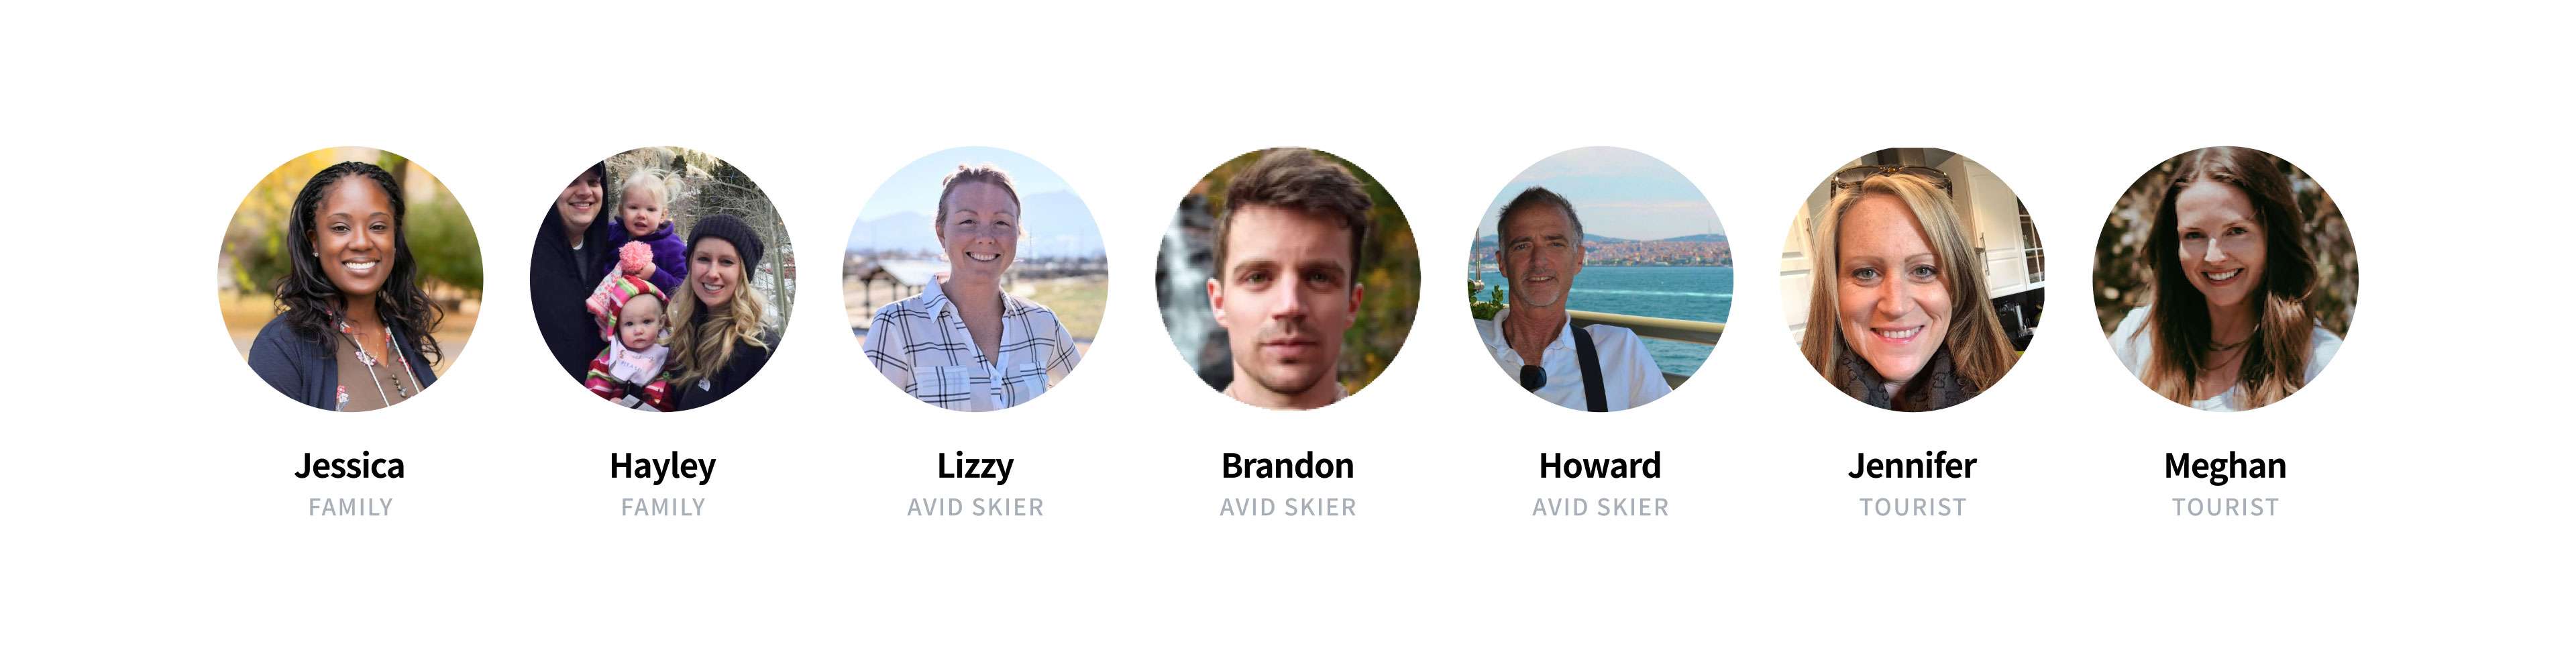 Jessica
FAMILY
Hayley
FAMILY
Lizzy
AVID SKIER
Brandon
AVID SKIER
Howard
AVID SKIER
Jennifer
TOURIST
Meghan
TOURIST